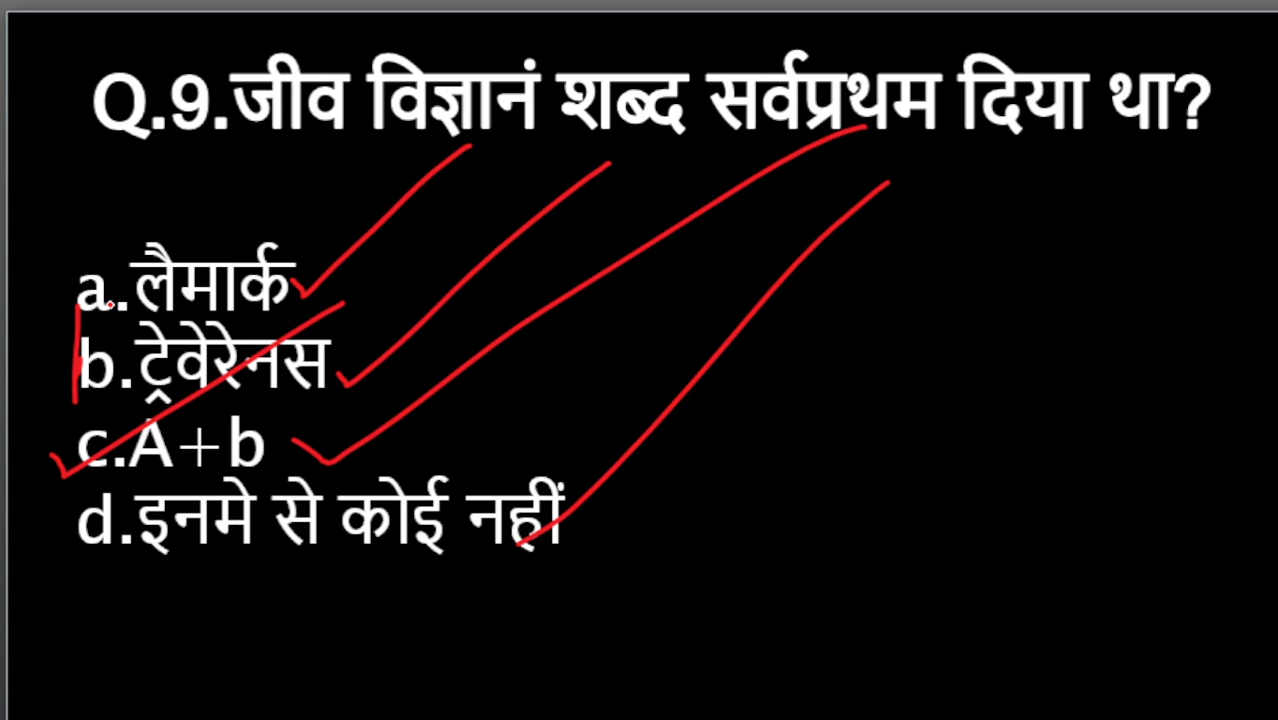 Q.9.जीव विज्ञानं शब्द सर्वप्रथम दिया था?
a.लैमार्क
b.ट्रेवेरेनस
c.A+b
d.इनमे से कोई नहीं